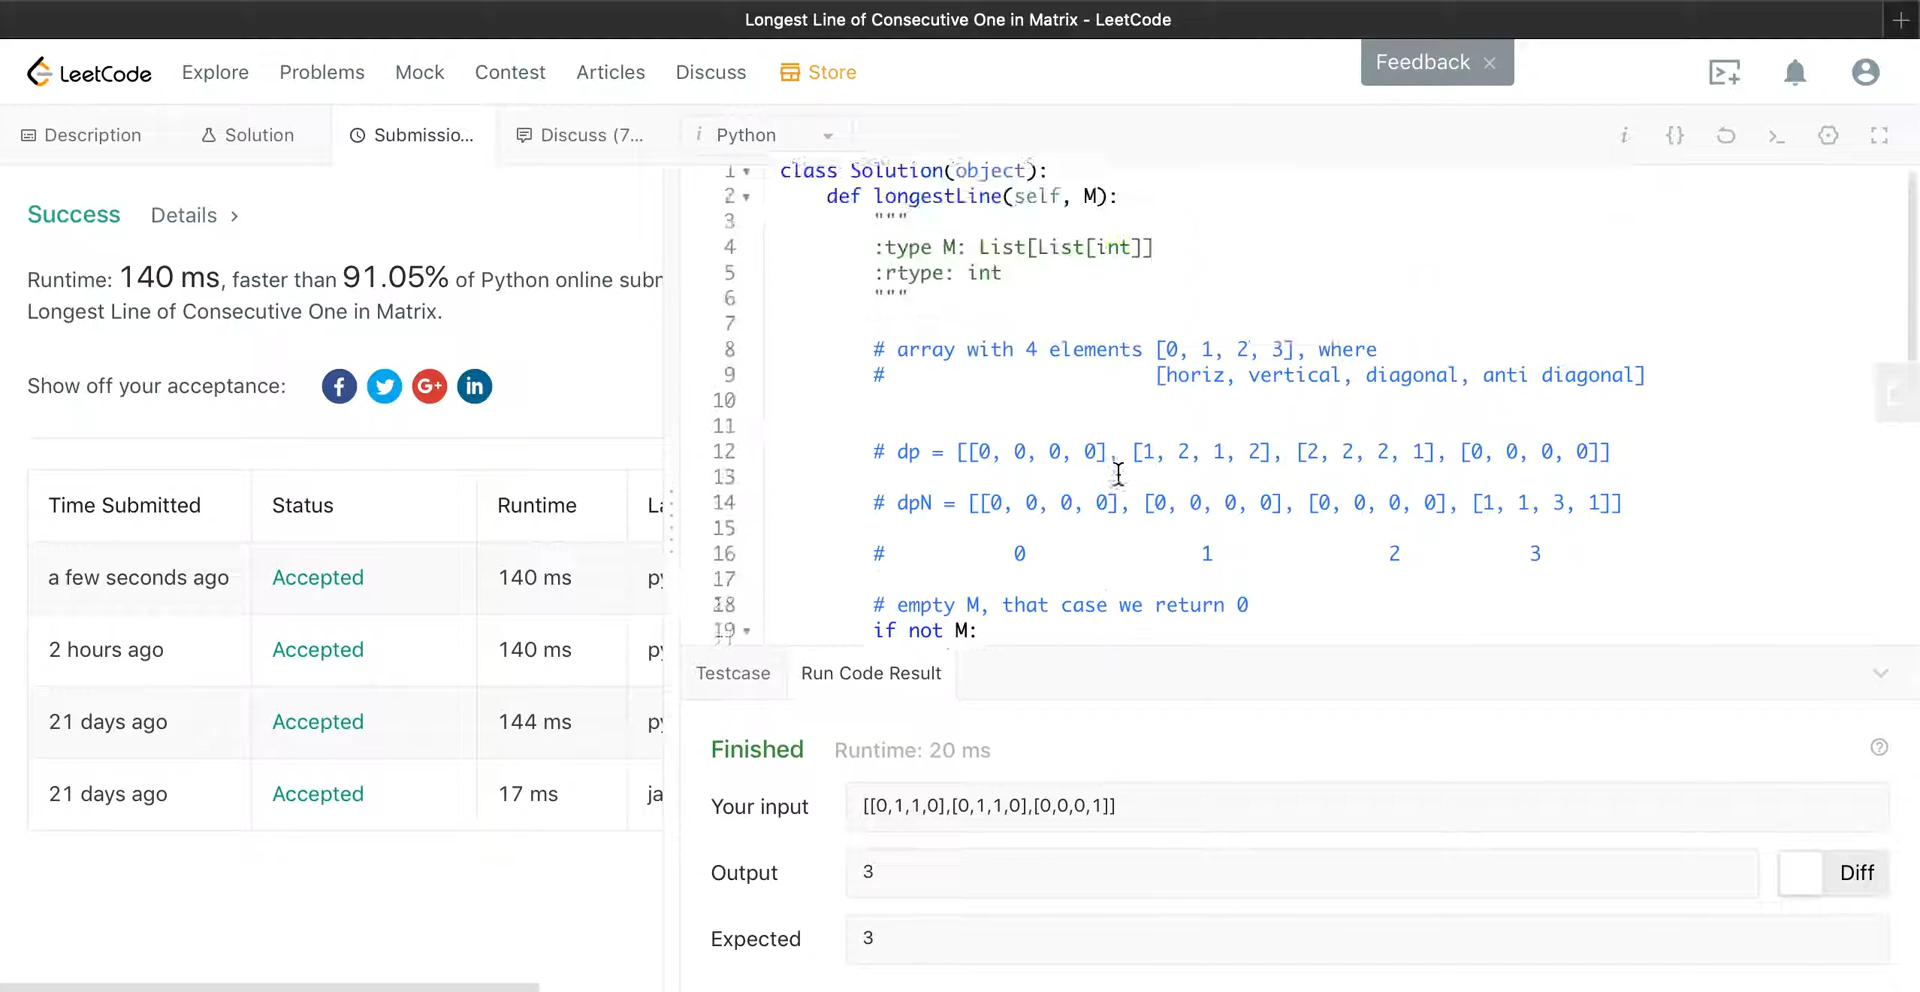 Longest Line of Consecutive One in Matrix - LeetCode
LeetCode Explore Problems Mock Contest Articles Discuss Store
Feedback ×
Description Solution Submissio... Discuss (7... i Python
Success Details >
Runtime: 140 ms, faster than 91.05% of Python online subm
Longest Line of Consecutive One in Matrix.
Show off your acceptance:
Time Submitted Status Runtime La
a few seconds ago Accepted 140 ms py
2 hours ago Accepted 140 ms py
21 days ago Accepted 144 ms py
21 days ago Accepted 17 ms ja
1 class Solution(object):
2 def longestLine(self, M):
3 """
4 :type M: List[List[int]]
5 :rtype: int
6 """
7
8 # array with 4 elements [0, 1, 2, 3], where
9 # [horiz, vertical, diagonal, anti diagonal]
10
11
12 # dp = [[0, 0, 0, 0], [1, 2, 1, 2], [2, 2, 2, 1], [0, 0, 0, 0]]
13
14 # dpN = [[0, 0, 0, 0], [0, 0, 0, 0], [0, 0, 0, 0], [1, 1, 3, 1]]
15
16 # 0 1 2 3
17
18 # empty M, that case we return 0
19 if not M:
Testcase Run Code Result
Finished Runtime: 20 ms
Your input [[0,1,1,0],[0,1,1,0],[0,0,0,1]]
Output 3 Diff
Expected 3